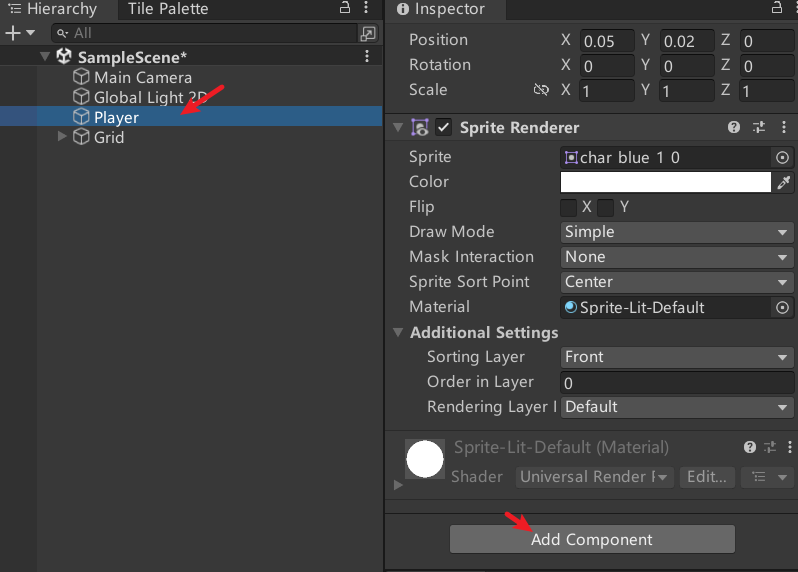 Hierarchy
Tile Palette
All
SampleScene*
Main Camera
Global Light 2D
Player
Grid
Inspector
Position X 0.05 Y 0.02 Z 0
Rotation X 0 Y 0 Z 0
Scale X 1 Y 1 Z 1
Sprite Renderer
Sprite char blue 1 0
Color
Flip X Y
Draw Mode Simple
Mask Interaction None
Sprite Sort Point Center
Material Sprite-Lit-Default
Additional Settings
Sorting Layer Front
Order in Layer 0
Rendering Layer Default
Sprite-Lit-Default (Material)
Shader Universal Render Edit...
Add Component